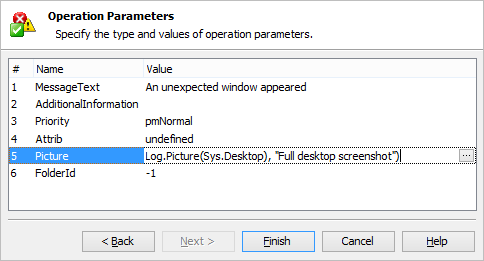 Operation Parameters
Specify the type and values of operation parameters.
# Name Value
1 MessageText An unexpected window appeared
2 AdditionalInformation
3 Priority pmNormal
4 Attrib undefined
5 Picture Log.Picture(Sys.Desktop), "Full desktop screenshot") ...
6 FolderId -1
< Back Next > Finish Cancel Help